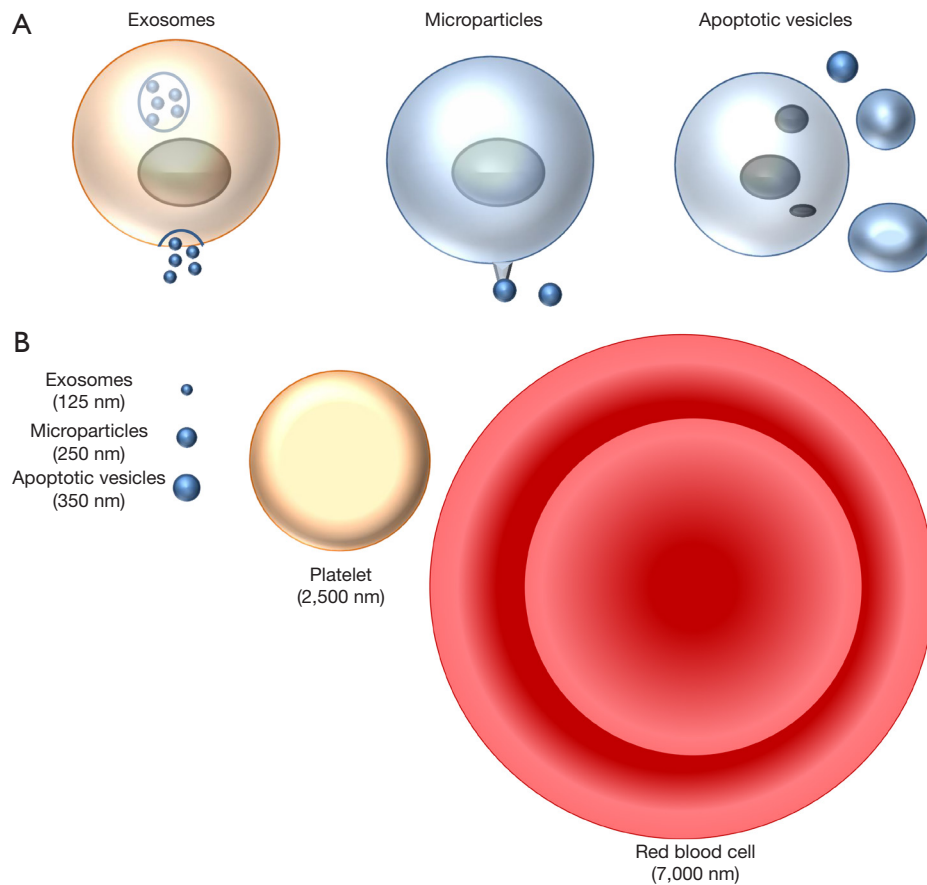 A
Exosomes
Microparticles
Apoptotic vesicles
B
Exosomes
(125 nm)
Microparticles
(250 nm)
Apoptotic vesicles
(350 nm)
Platelet
(2,500 nm)
Red blood cell
(7,000 nm)